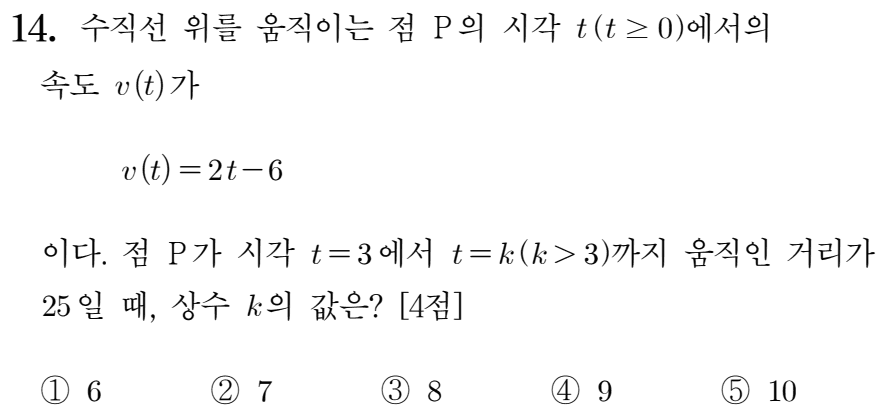 14. 수직선 위를 움직이는 점 P의 시각 t(t ≥ 0)에서의
속도 v(t)가
v(t) = 2t − 6
이다. 점 P가 시각 t = 3에서 t = k(k > 3)까지 움직인 거리가
25일 때, 상수 k의 값은? [4점]
① 6 ② 7 ③ 8 ④ 9 ⑤ 10